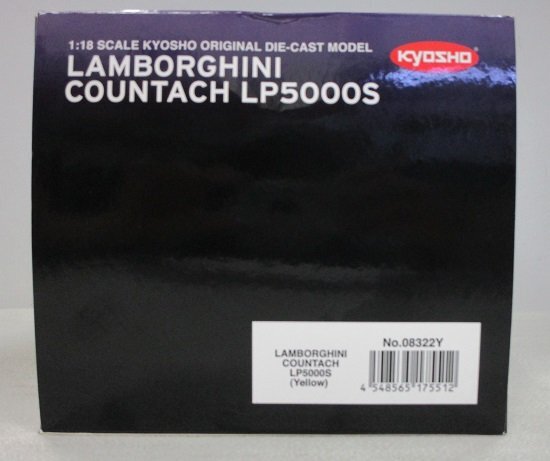 1:18 SCALE KYOSHO ORIGINAL DIE-CAST MODEL
LAMBORGHINI
COUNTACH LP5000S
KYOSHO
LAMBORGHINI
COUNTACH
LP5000S
(Yellow)
No.08322Y
4 548565 175512